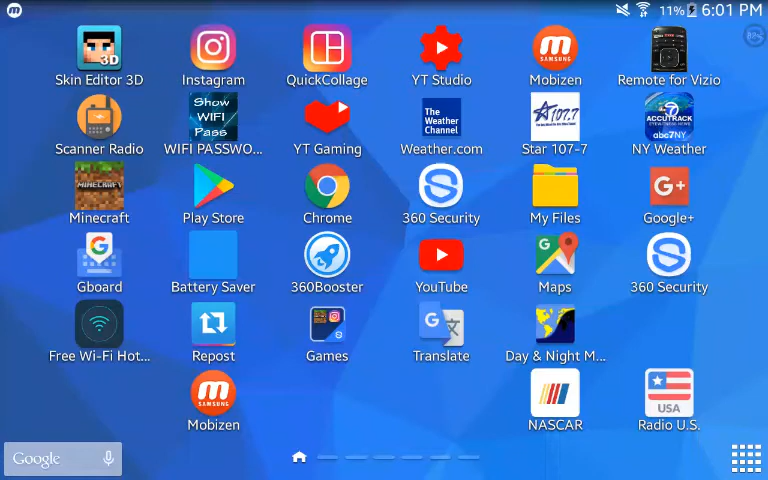 11% 6:01 PM
82%
3D
Skin Editor 3D Instagram QuickCollage YT Studio Mobizen Remote for Vizio
Show
WIFI
Pass
The
Weather
Channel
107.7
ACCUTRACK
abc7NY
SAMSUNG
Scanner Radio WIFI PASSWO... YT Gaming Weather.com Star 107-7 NY Weather
MINECRAFT
G+
Minecraft Play Store Chrome 360 Security My Files Google+
G
Gboard Battery Saver 360Booster YouTube Maps 360 Security
Free Wi-Fi Hot... Repost Games Translate Day & Night M...
SAMSUNG
USA
Mobizen NASCAR Radio U.S.
Google